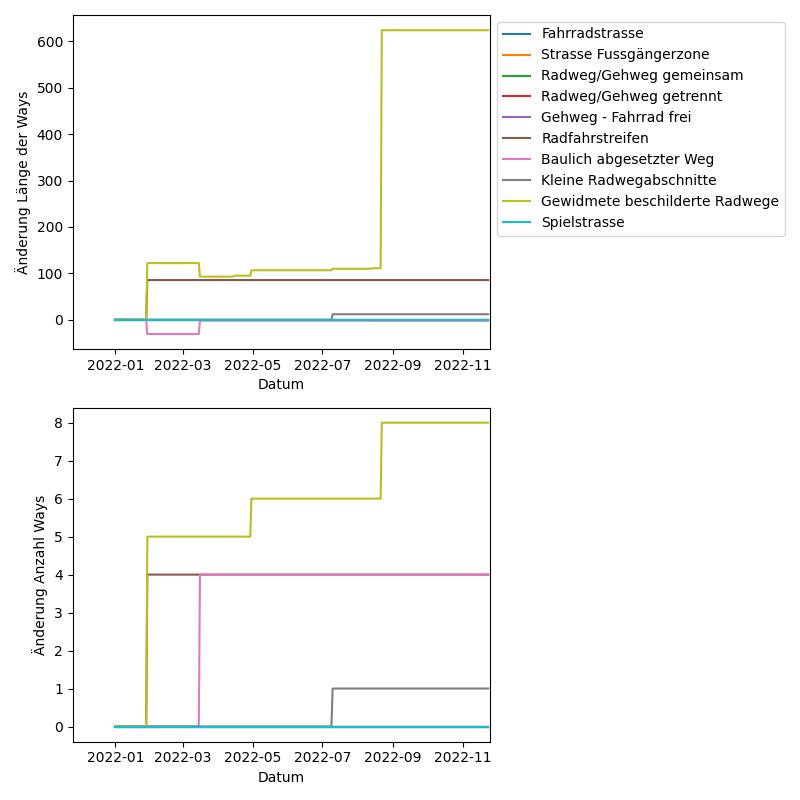 600
500
400
300
200
100
0
Änderung Länge der Ways
2022-01 2022-03 2022-05 2022-07 2022-09 2022-11
Datum
Fahrradstrasse
Strasse Fussgängerzone
Radweg/Gehweg gemeinsam
Radweg/Gehweg getrennt
Gehweg - Fahrrad frei
Radfahrstreifen
Baulich abgesetzter Weg
Kleine Radwegabschnitte
Gewidmete beschilderte Radwege
Spielstrasse
8
7
6
5
4
3
2
1
0
Änderung Anzahl Ways
2022-01 2022-03 2022-05 2022-07 2022-09 2022-11
Datum